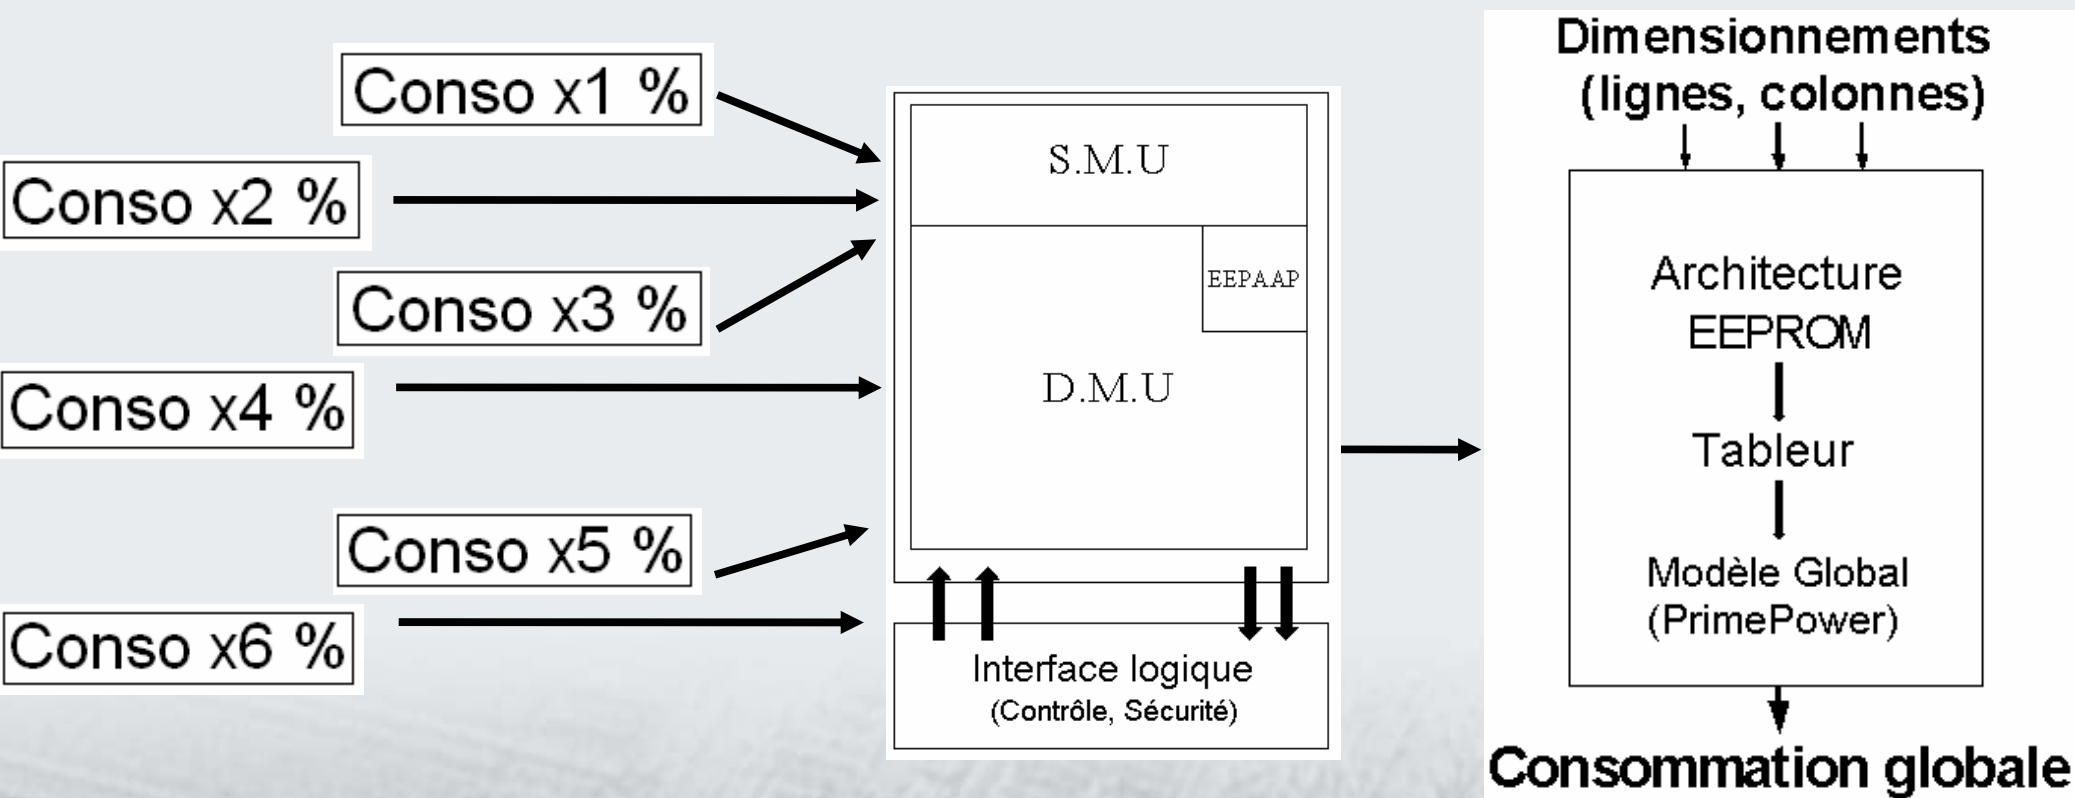 Conso x1 %
Conso x2 %
Conso x3 %
Conso x4 %
Conso x5 %
Conso x6 %
S.M.U
EEPAAP
D.M.U
Interface logique
(Contrôle, Sécurité)
Dimensionnements
(lignes, colonnes)
Architecture
EEPROM
Tableur
Modèle Global
(PrimePower)
Consommation globale